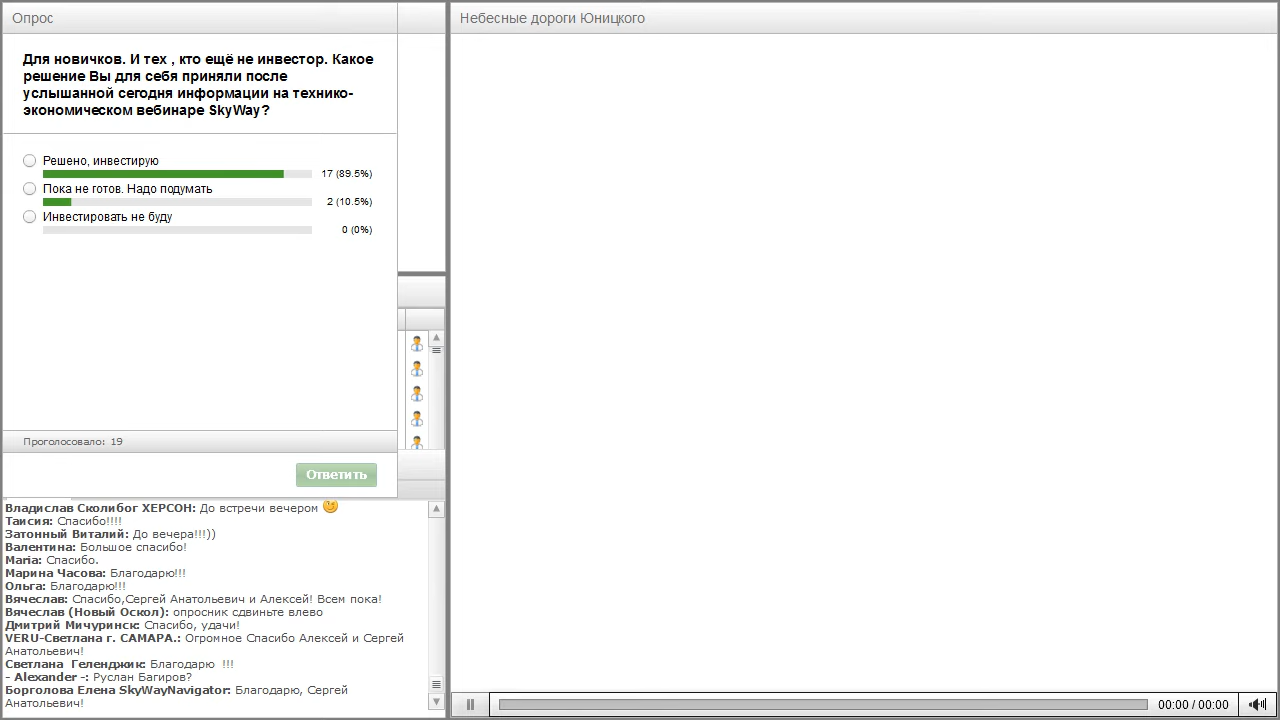 Опрос
Для новичков. И тех , кто ещё не инвестор. Какое
решение Вы для себя приняли после
услышанной сегодня информации на технико-
экономическом вебинаре SkyWay?
Решено, инвестирую
17 (89.5%)
Пока не готов. Надо подумать
2 (10.5%)
Инвестировать не буду
0 (0%)
Проголосовало: 19
Ответить
Владислав Сколибог ХЕРСОН: До встречи вечером
Таисия: Спасибо!!!!
Затонный Виталий: До вечера!!!))
Валентина: Большое спасибо!
Maria: Спасибо.
Марина Часова: Благодарю!!!
Ольга: Благодарю!!!
Вячеслав: Спасибо,Сергей Анатольевич и Алексей! Всем пока!
Вячеслав (Новый Оскол): опросник сдвиньте влево
Дмитрий Мичуринск: Спасибо, удачи!
VERU-Светлана г. САМАРА.: Огромное Спасибо Алексей и Сергей
Анатольевич!
Светлана  Геленджик: Благодарю  !!!
- Alexander -: Руслан Багиров?
Борголова Елена SkyWayNavigator: Благодарю, Сергей
Анатольевич!
Небесные дороги Юницкого
00:00 / 00:00